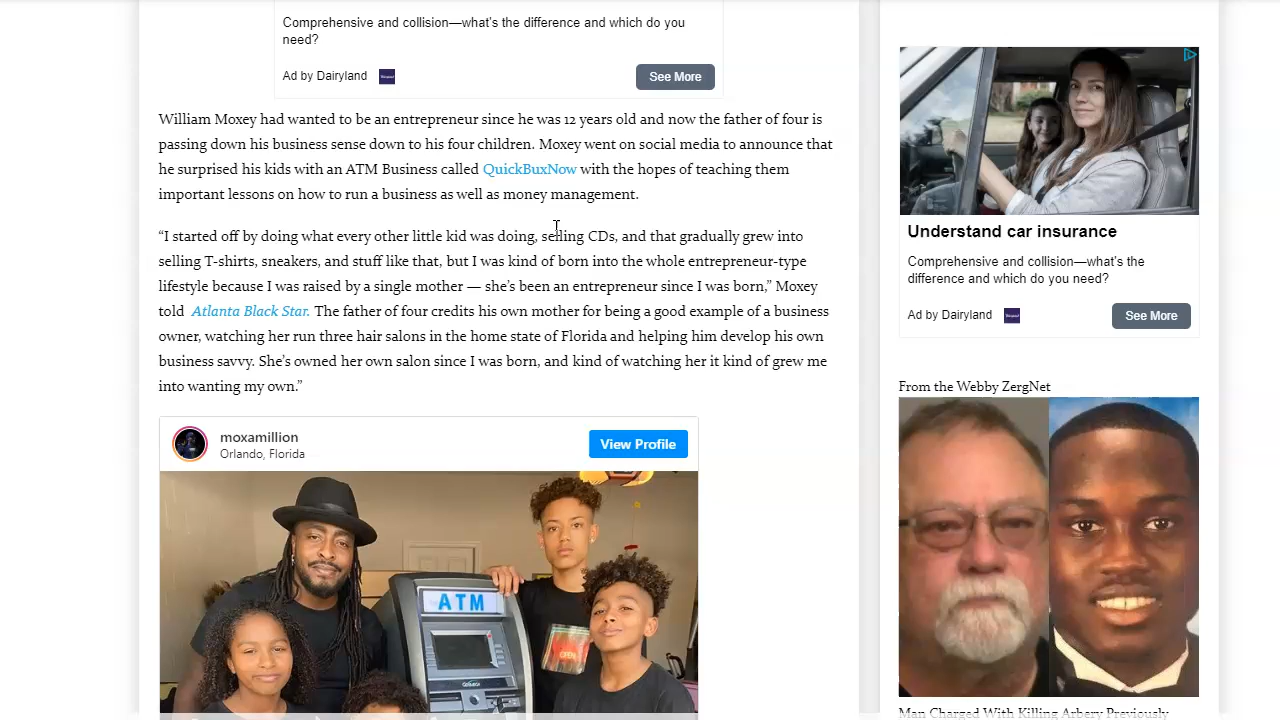 Comprehensive and collision—what's the difference and which do you
need?
Ad by Dairyland
See More
William Moxey had wanted to be an entrepreneur since he was 12 years old and now the father of four is
passing down his business sense down to his four children. Moxey went on social media to announce that
he surprised his kids with an ATM Business called QuickBuxNow with the hopes of teaching them
important lessons on how to run a business as well as money management.
“I started off by doing what every other little kid was doing, selling CDs, and that gradually grew into
selling T-shirts, sneakers, and stuff like that, but I was kind of born into the whole entrepreneur-type
lifestyle because I was raised by a single mother — she’s been an entrepreneur since I was born,” Moxey
told Atlanta Black Star. The father of four credits his own mother for being a good example of a business
owner, watching her run three hair salons in the home state of Florida and helping him develop his own
business savvy. She’s owned her own salon since I was born, and kind of watching her it kind of grew me
into wanting my own.”
moxamillion
Orlando, Florida
View Profile
ATM
OPEN
Understand car insurance
Comprehensive and collision—what's the
difference and which do you need?
Ad by Dairyland
See More
From the Webby ZergNet
Man Charged With Killing Arbery Previously